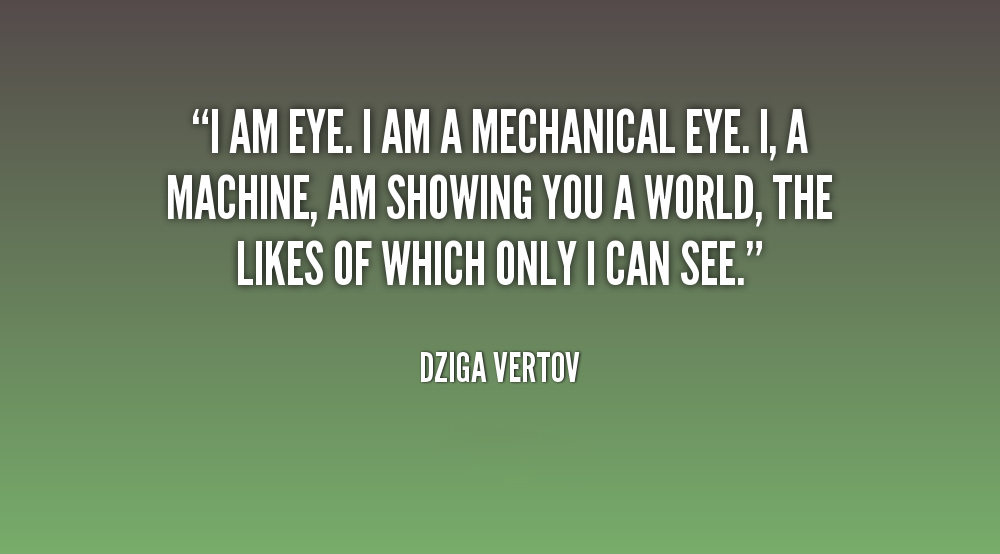 “I AM EYE. I AM A MECHANICAL EYE. I, A
MACHINE, AM SHOWING YOU A WORLD, THE
LIKES OF WHICH ONLY I CAN SEE.”
DZIGA VERTOV